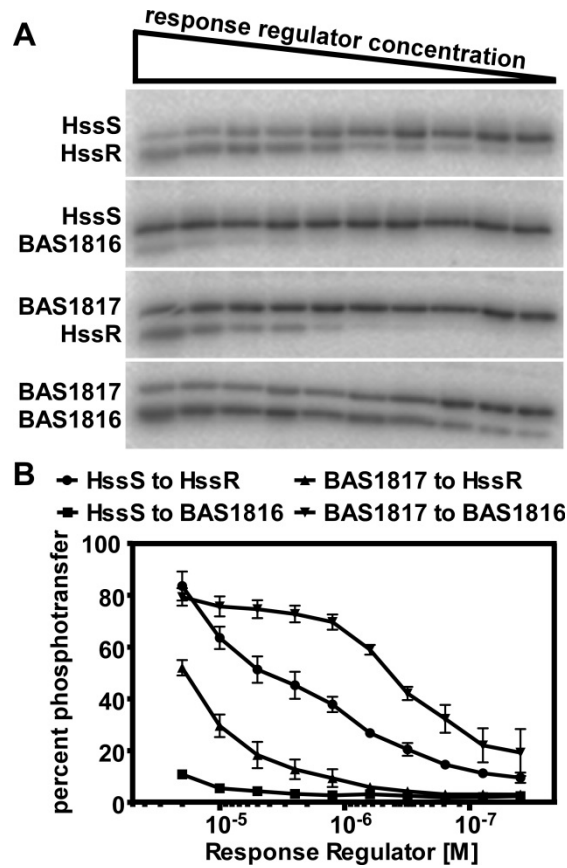 A
response regulator concentration
HssS
HssR
HssS
BAS1816
BAS1817
HssR
BAS1817
BAS1816
B
HssS to HssR BAS1817 to HssR
HssS to BAS1816 BAS1817 to BAS1816
percent phosphotransfer
100
80
60
40
20
0
10-5 10-6 10-7
Response Regulator [M]